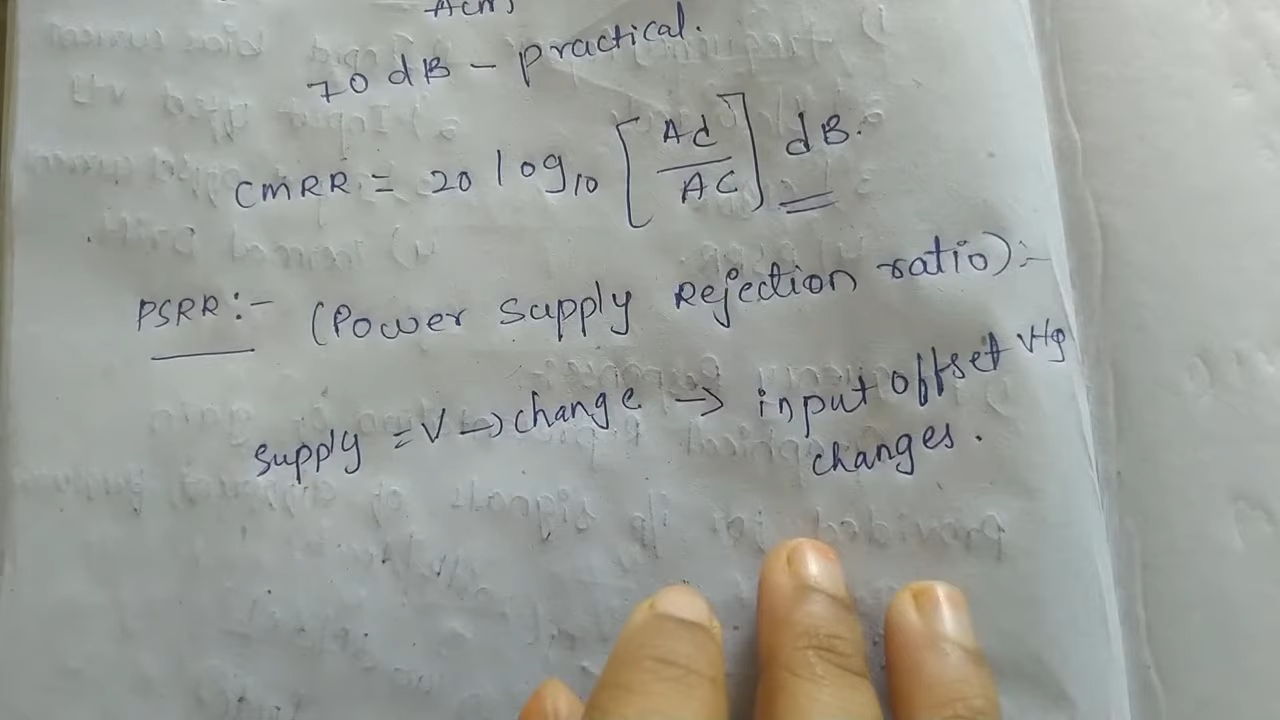 70 dB - practical.
CMRR = 20 log10 [Ad/AC] dB.
PSRR:- (Power supply Rejection ratio):-
supply = V → change → input offset Vtg
changes.